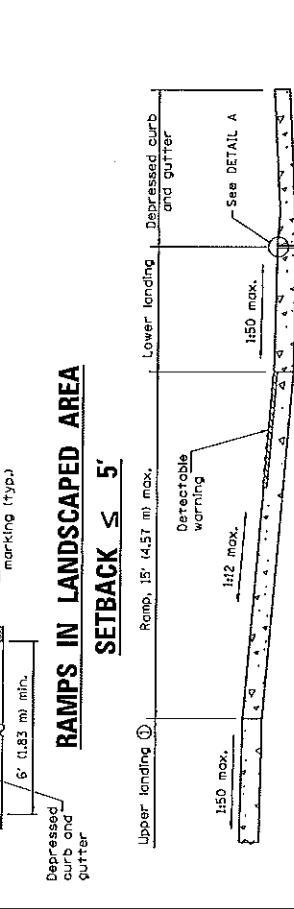 marking (typ.)
6' (1.83 m) min.
Depressed
curb and
gutter
RAMPS IN LANDSCAPED AREA
SETBACK ≤ 5'
Upper landing ①
Ramp, 15' (4.57 m) max.
Lower landing
Depressed curb
and gutter
Detectable
warning
1:50 max.
1:12 max.
1:50 max.
See DETAIL A